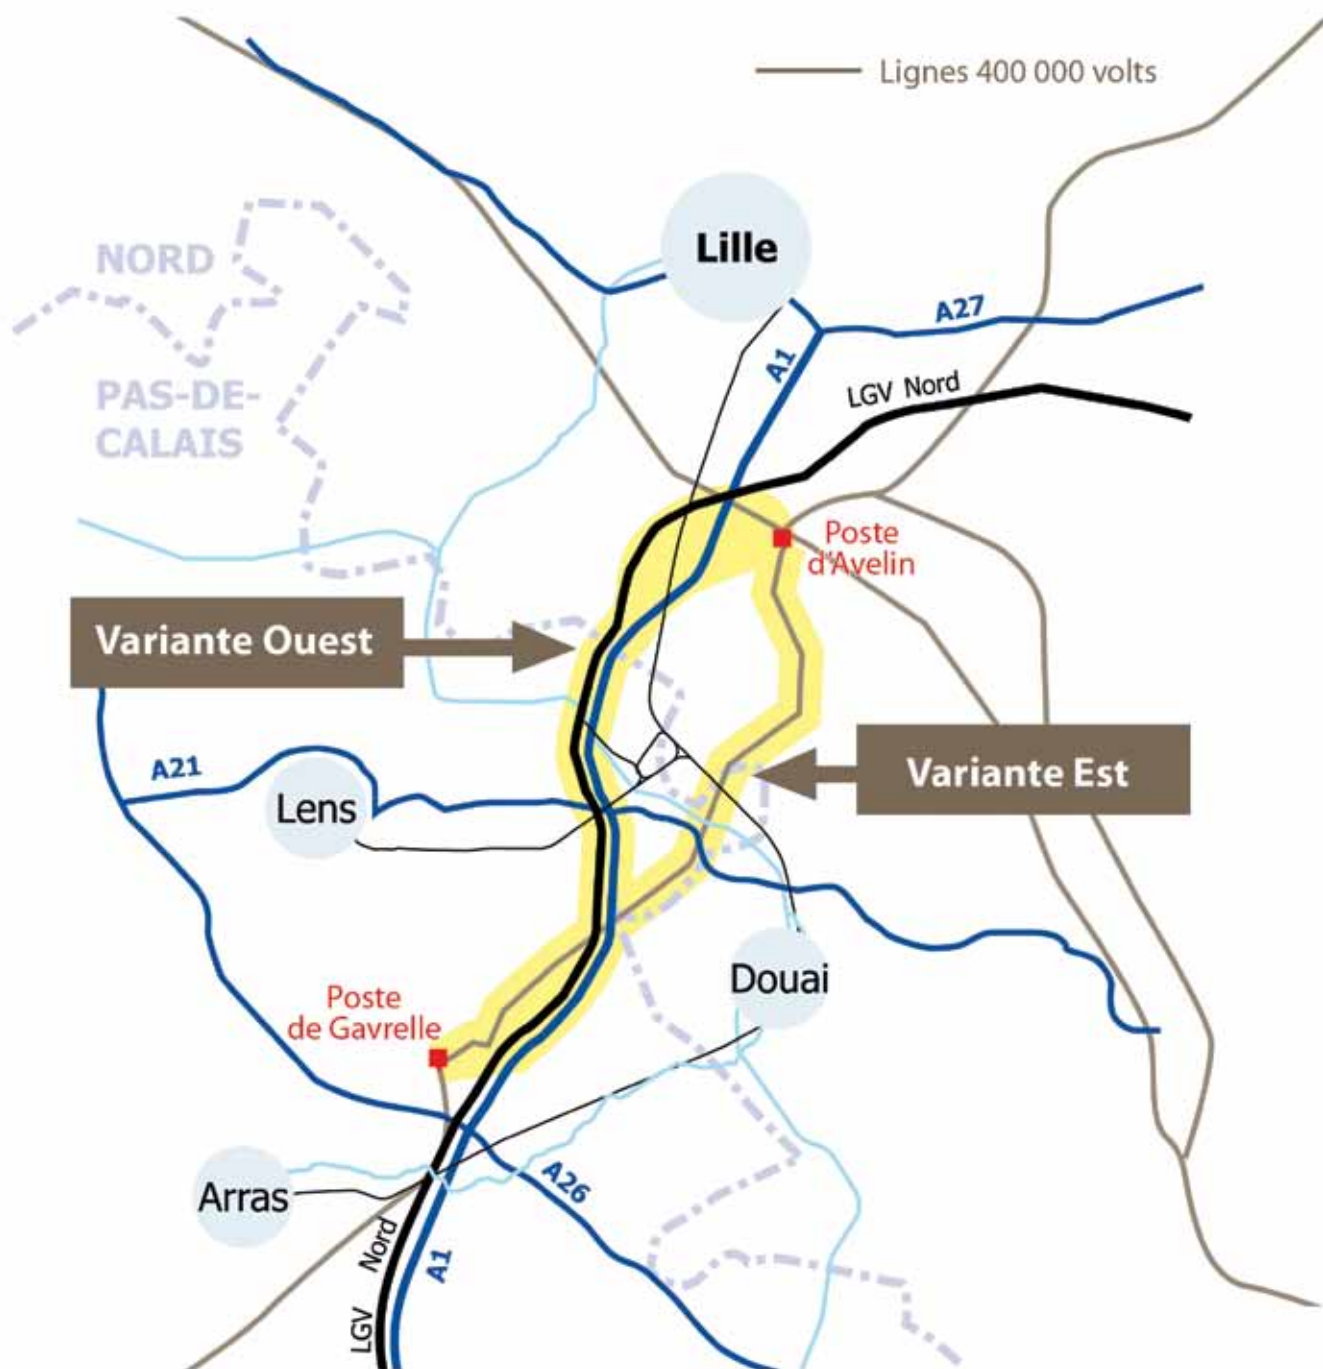 Lignes 400 000 volts
Lille
NORD
A27
A1
PAS-DE-
CALAIS
LGV Nord
Poste
d'Avelin
Variante Ouest
A21
Variante Est
Lens
Douai
Poste
de Gavrelle
Arras
A26
LGV Nord
A1